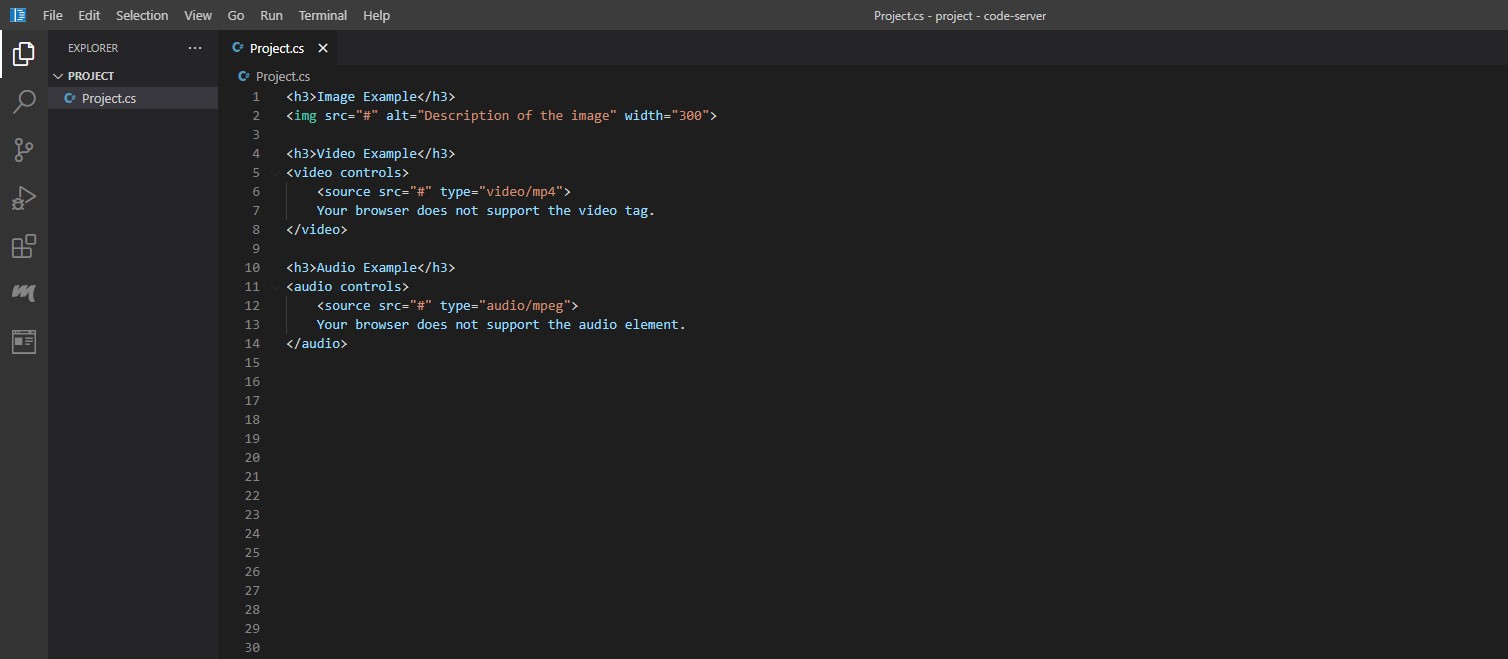 File Edit Selection View Go Run Terminal Help
Project.cs - project - code-server
EXPLORER
PROJECT
Project.cs
Project.cs
Project.cs
1 <h3>Image Example</h3>
2 <img src="#" alt="Description of the image" width="300">
3
4 <h3>Video Example</h3>
5 <video controls>
6     <source src="#" type="video/mp4">
7     Your browser does not support the video tag.
8 </video>
9
10 <h3>Audio Example</h3>
11 <audio controls>
12     <source src="#" type="audio/mpeg">
13     Your browser does not support the audio element.
14 </audio>
15
16
17
18
19
20
21
22
23
24
25
26
27
28
29
30